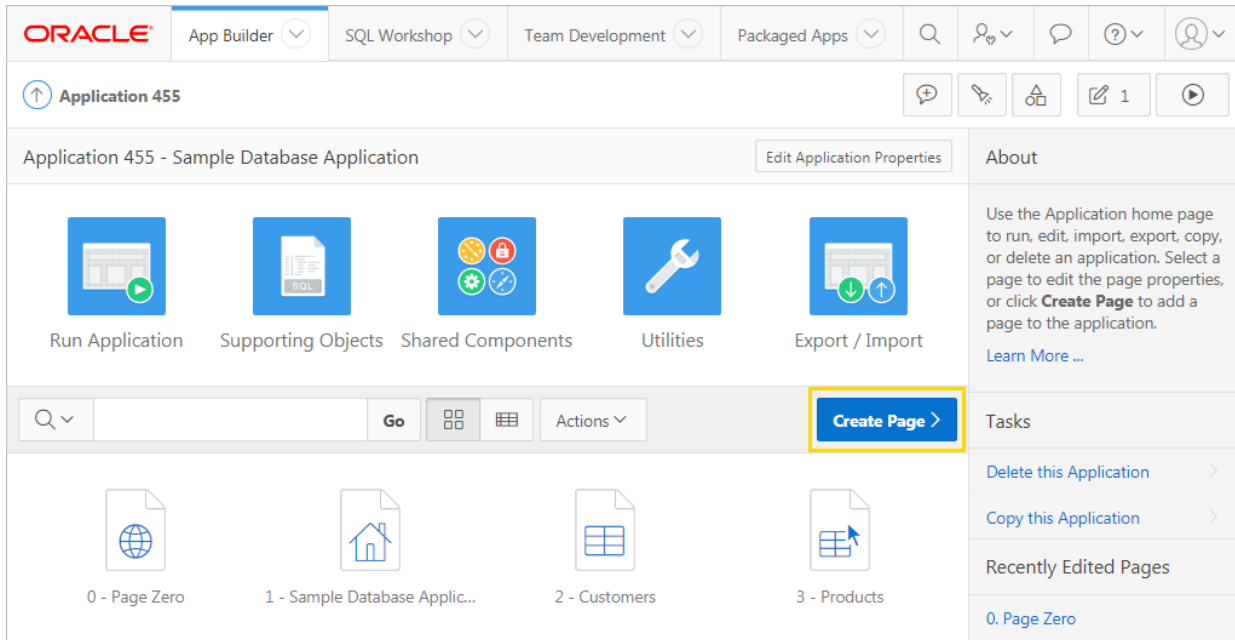 ORACLE
App Builder
SQL Workshop
Team Development
Packaged Apps
Application 455
1
Application 455 - Sample Database Application
Edit Application Properties
SQL
Run Application
Supporting Objects
Shared Components
Utilities
Export / Import
Go
Actions
Create Page
0 - Page Zero
1 - Sample Database Applic...
2 - Customers
3 - Products
About
Use the Application home page
to run, edit, import, export, copy,
or delete an application. Select a
page to edit the page properties,
or click Create Page to add a
page to the application.
Learn More ...
Tasks
Delete this Application
Copy this Application
Recently Edited Pages
0. Page Zero